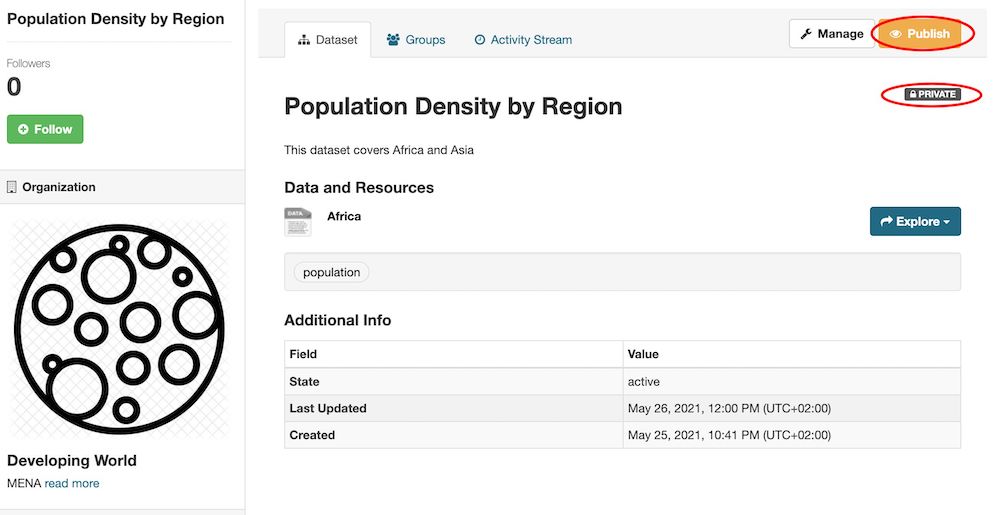 Population Density by Region
Followers
0
Follow
Organization
Developing World
MENA read more
Dataset
Groups
Activity Stream
Manage
Publish
PRIVATE
Population Density by Region
This dataset covers Africa and Asia
Data and Resources
DATA
Africa
Explore
population
Additional Info
Field Value
State active
Last Updated May 26, 2021, 12:00 PM (UTC+02:00)
Created May 25, 2021, 10:41 PM (UTC+02:00)